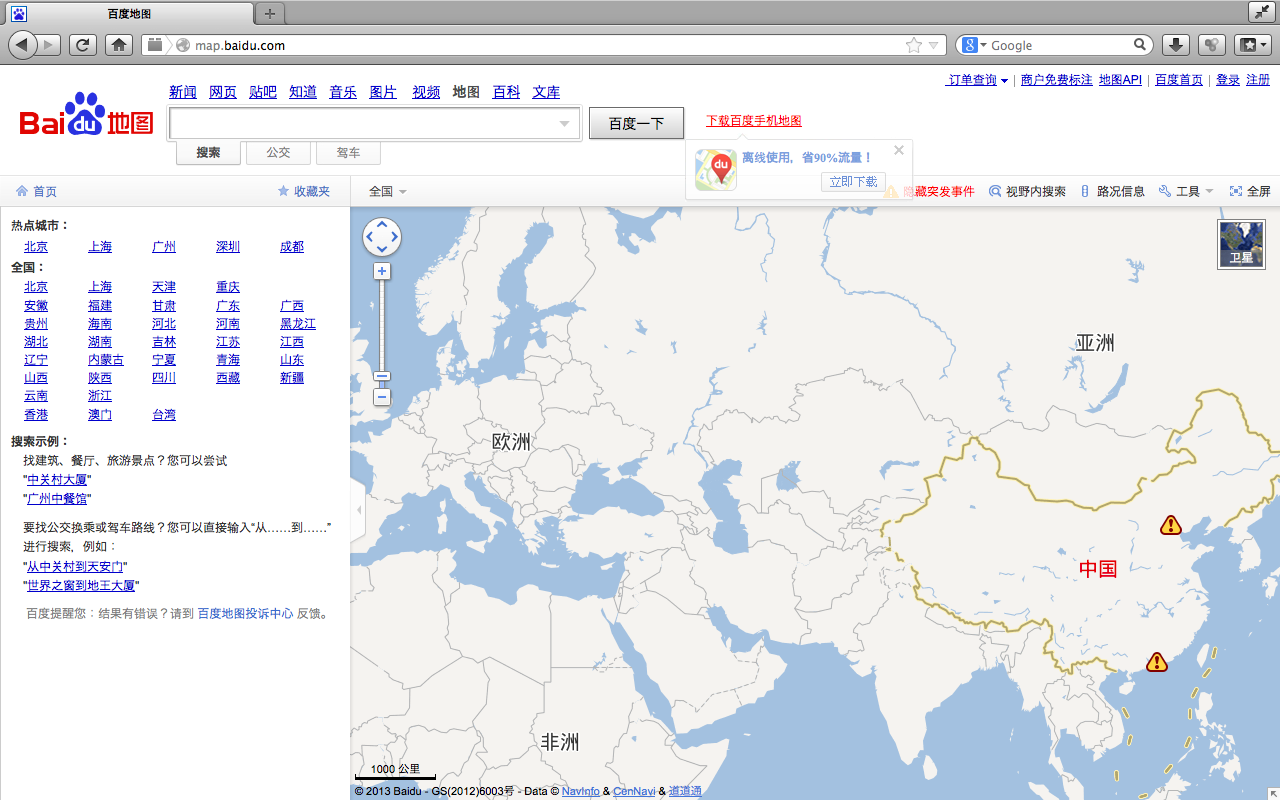 百度地图
map.baidu.com
Google
订单查询 | 商户免费标注 地图API | 百度首页 | 登录 注册
新闻 网页 贴吧 知道 音乐 图片 视频 地图 百科 文库
Bai du 地图
百度一下
下载百度手机地图
搜索 公交 驾车
du
离线使用，省90%流量！
立即下载
首页 收藏夹
全国
隐藏突发事件 视野内搜索 路况信息 工具 全屏
热点城市：
北京 上海 广州 深圳 成都
全国：
北京 上海 天津 重庆
安徽 福建 甘肃 广东 广西
贵州 海南 河北 河南 黑龙江
湖北 湖南 吉林 江苏 江西
辽宁 内蒙古 宁夏 青海 山东
山西 陕西 四川 西藏 新疆
云南 浙江
香港 澳门 台湾
搜索示例：
找建筑、餐厅、旅游景点？您可以尝试
"中关村大厦"
"广州中餐馆"
要找公交换乘或驾车路线？您可以直接输入“从……到……”
进行搜索，例如：
"从中关村到天安门"
"世界之窗到地王大厦"
百度提醒您：结果有错误？请到 百度地图投诉中心 反馈。
卫星
亚洲
欧洲
中国
非洲
1000 公里
© 2013 Baidu - GS(2012)6003号 - Data © NavInfo & CenNavi & 道道通